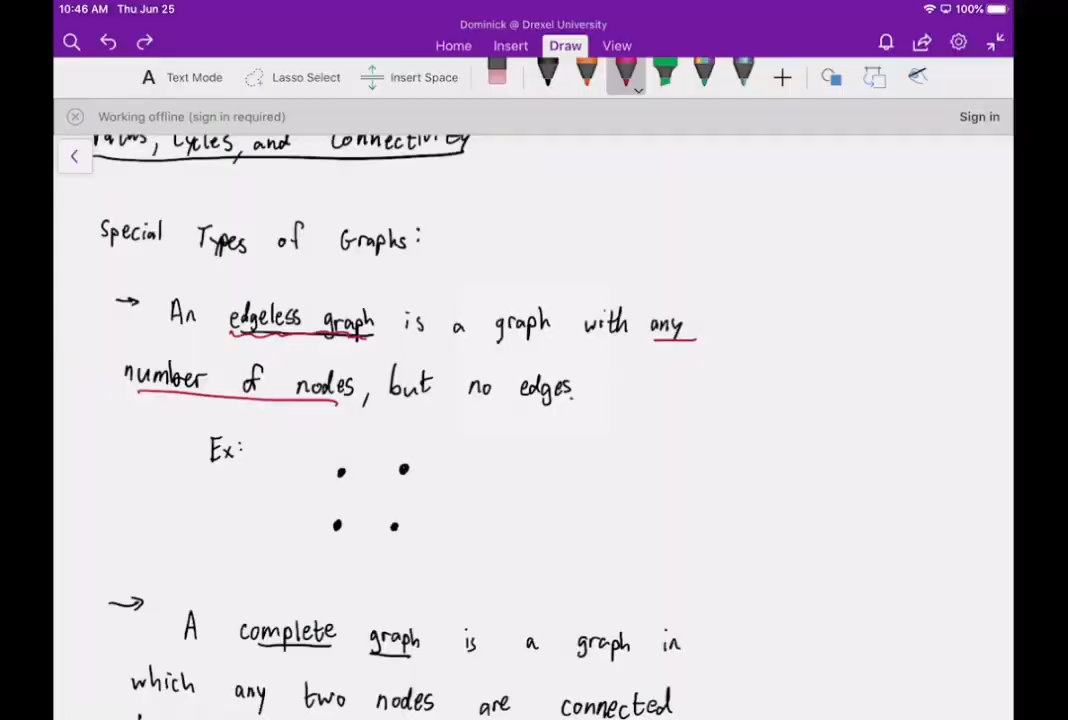 10:46 AM Thu Jun 25
100%
Dominick @ Drexel University
Home Insert Draw View
A Text Mode Lasso Select Insert Space
Working offline (sign in required) Sign in
Cycles, and Connectivity
Special Types of Graphs:
→ An edgeless graph is a graph with any
number of nodes, but no edges.
Ex:
→ A complete graph is a graph in
which any two nodes are connected